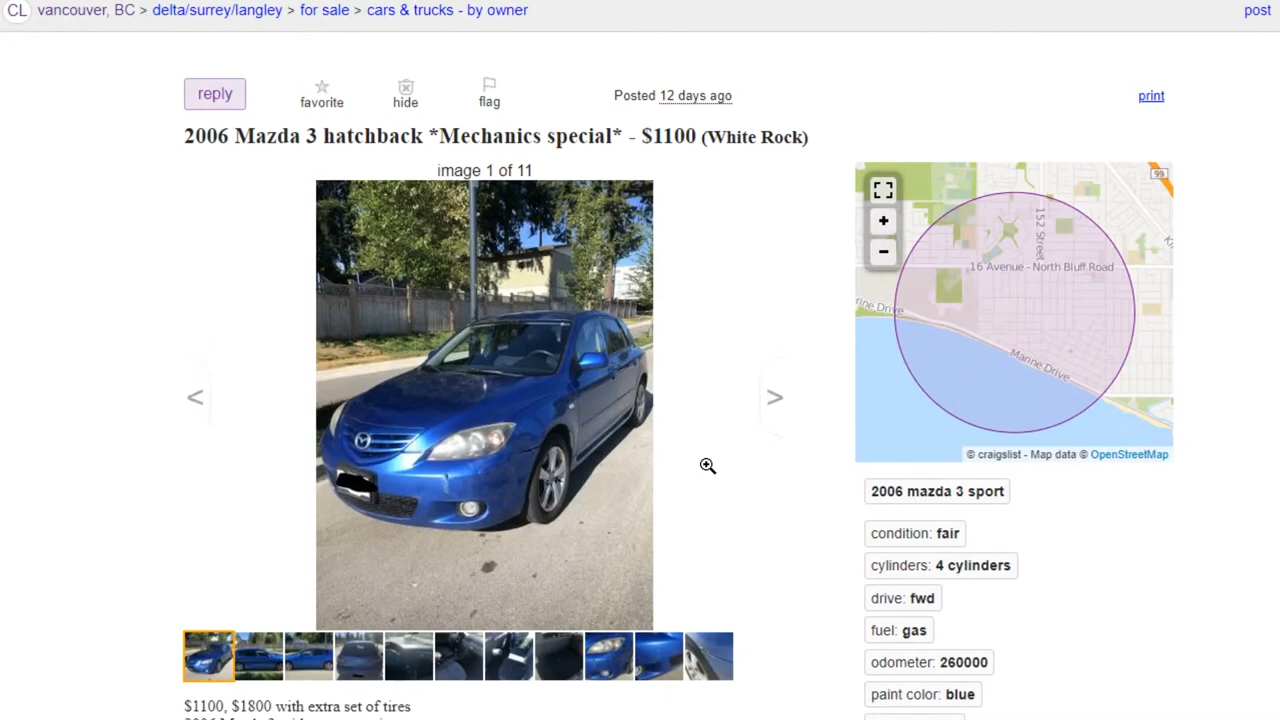 CL vancouver, BC > delta/surrey/langley > for sale > cars & trucks - by owner post
reply favorite hide flag Posted 12 days ago print
2006 Mazda 3 hatchback *Mechanics special* - $1100 (White Rock)
image 1 of 11
< >
99
+
−
152 Street
16 Avenue - North Bluff Road
rine Drive
Marine Drive
© craigslist - Map data © OpenStreetMap
2006 mazda 3 sport
condition: fair
cylinders: 4 cylinders
drive: fwd
fuel: gas
odometer: 260000
paint color: blue
$1100, $1800 with extra set of tires